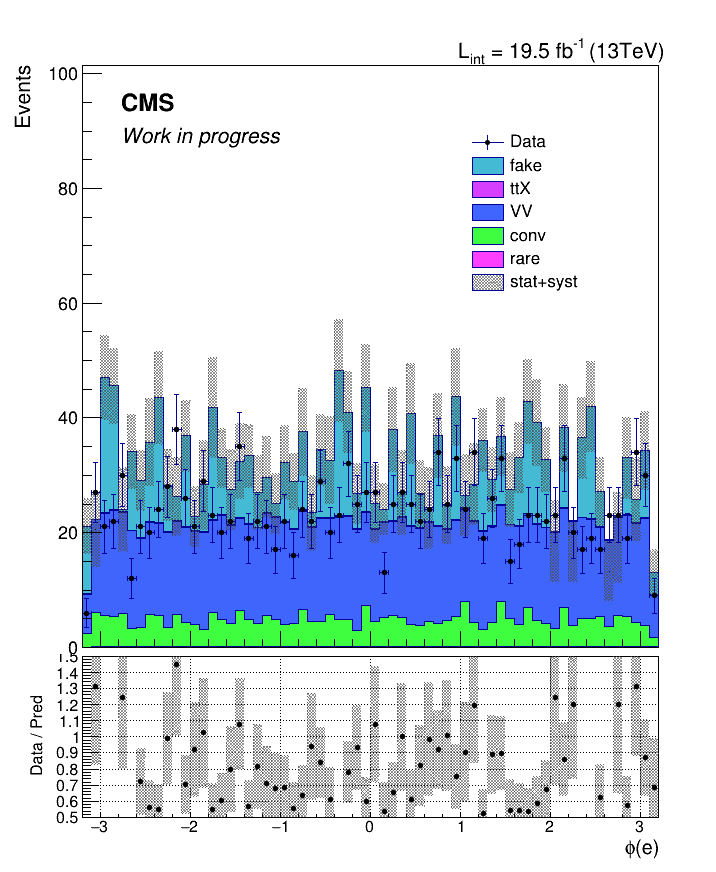 L_int = 19.5 fb^-1 (13TeV)
Events
100
80
60
40
20
0
CMS
Work in progress
Data
fake
ttX
VV
conv
rare
stat+syst
Data / Pred
1.5
1.4
1.3
1.2
1.1
1
0.9
0.8
0.7
0.6
0.5
−3 −2 −1 0 1 2 3
ϕ(e)